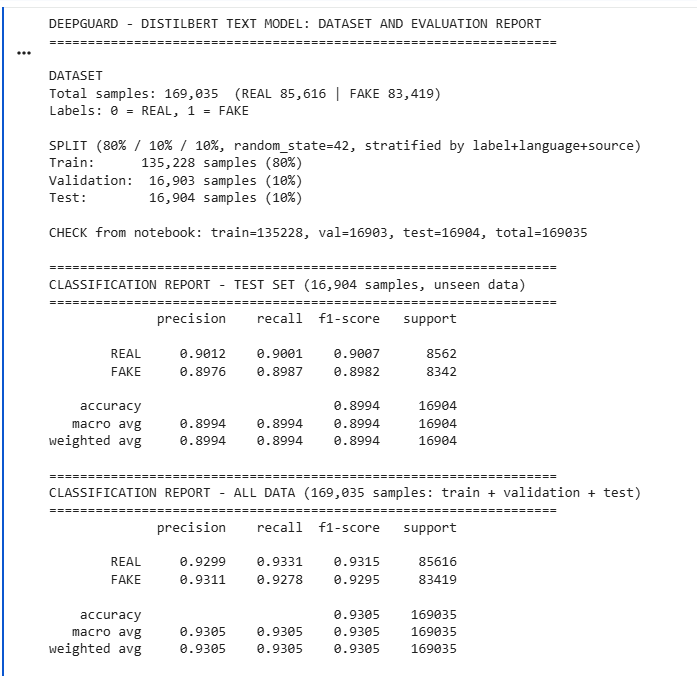 DEEPGUARD - DISTILBERT TEXT MODEL: DATASET AND EVALUATION REPORT
==================================================================
DATASET
Total samples: 169,035  (REAL 85,616 | FAKE 83,419)
Labels: 0 = REAL, 1 = FAKE
SPLIT (80% / 10% / 10%, random_state=42, stratified by label+language+source)
Train:      135,228 samples (80%)
Validation:  16,903 samples (10%)
Test:        16,904 samples (10%)
CHECK from notebook: train=135228, val=16903, test=16904, total=169035
==================================================================
CLASSIFICATION REPORT - TEST SET (16,904 samples, unseen data)
==================================================================
              precision    recall  f1-score   support
        REAL     0.9012    0.9001    0.9007      8562
        FAKE     0.8976    0.8987    0.8982      8342
    accuracy                         0.8994     16904
   macro avg     0.8994    0.8994    0.8994     16904
weighted avg     0.8994    0.8994    0.8994     16904
==================================================================
CLASSIFICATION REPORT - ALL DATA (169,035 samples: train + validation + test)
==================================================================
              precision    recall  f1-score   support
        REAL     0.9299    0.9331    0.9315     85616
        FAKE     0.9311    0.9278    0.9295     83419
    accuracy                         0.9305    169035
   macro avg     0.9305    0.9305    0.9305    169035
weighted avg     0.9305    0.9305    0.9305    169035